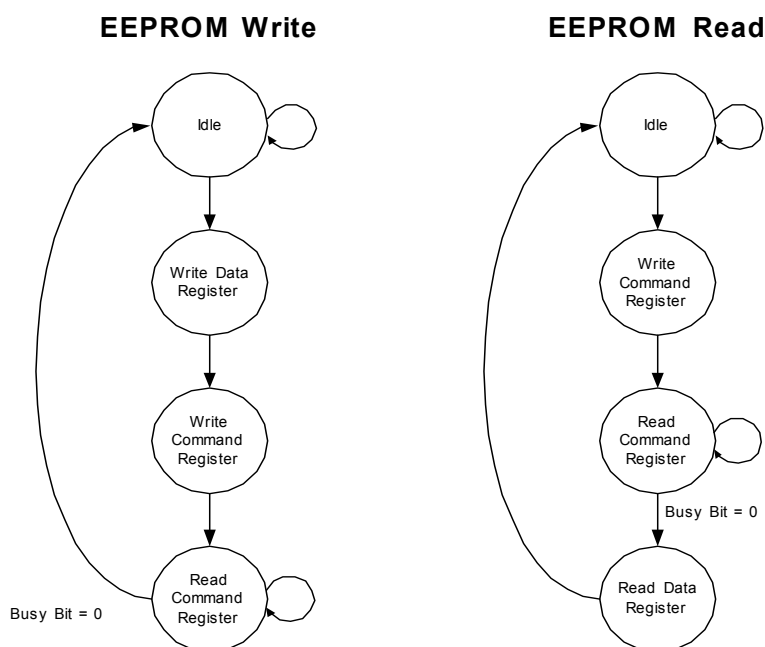 EEPROM Write
Idle
Write Data
Register
Write
Command
Register
Read
Command
Register
Busy Bit = 0
EEPROM Read
Idle
Write
Command
Register
Read
Command
Register
Busy Bit = 0
Read Data
Register